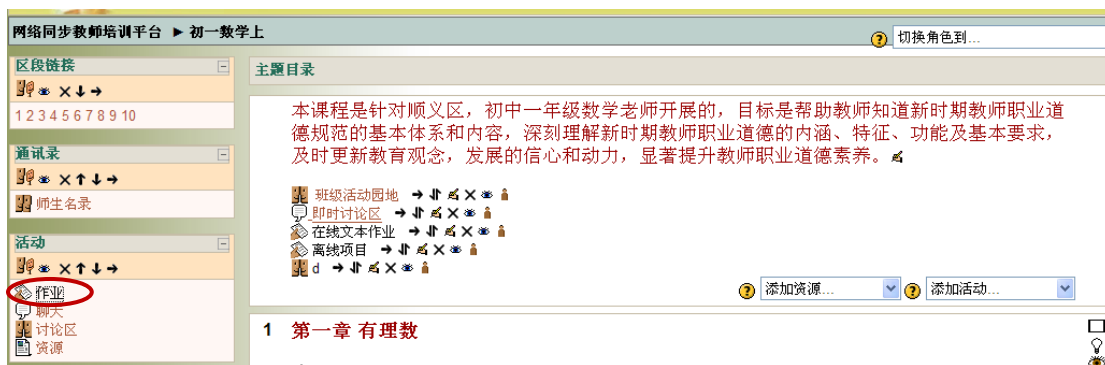 网络同步教师培训平台 ► 初一数学上
切换角色到...
区段链接
1 2 3 4 5 6 7 8 9 10
通讯录
师生名录
活动
作业
聊天
讨论区
资源
主题目录
本课程是针对顺义区，初中一年级数学老师开展的，目标是帮助教师知道新时期教师职业道
德规范的基本体系和内容，深刻理解新时期教师职业道德的内涵、特征、功能及基本要求，
及时更新教育观念，发展的信心和动力，显著提升教师职业道德素养。
班级活动园地
即时讨论区
在线文本作业
离线项目
d
添加资源...
添加活动...
1 第一章 有理数